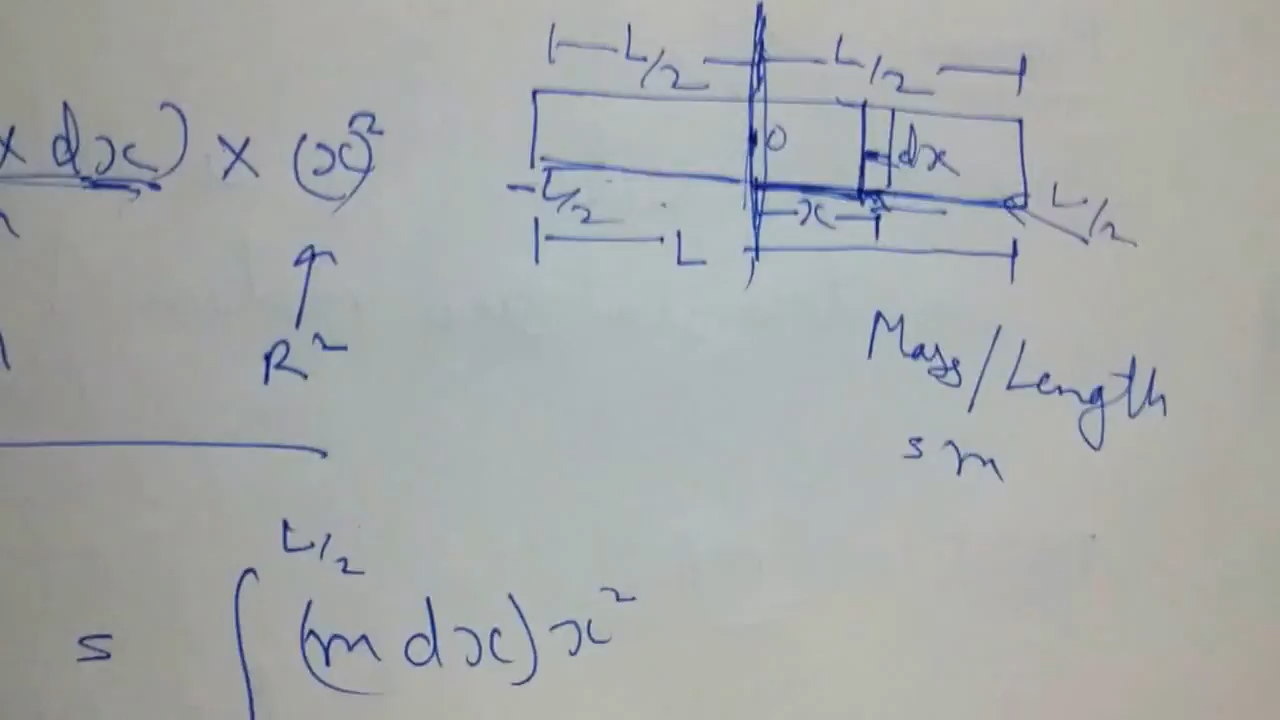 L/2 L/2
x dx) x (x)²
0 dx
-L/2 x L/2
L
R²
Mass/Length
= m
L/2
= ∫ (m dx) x²